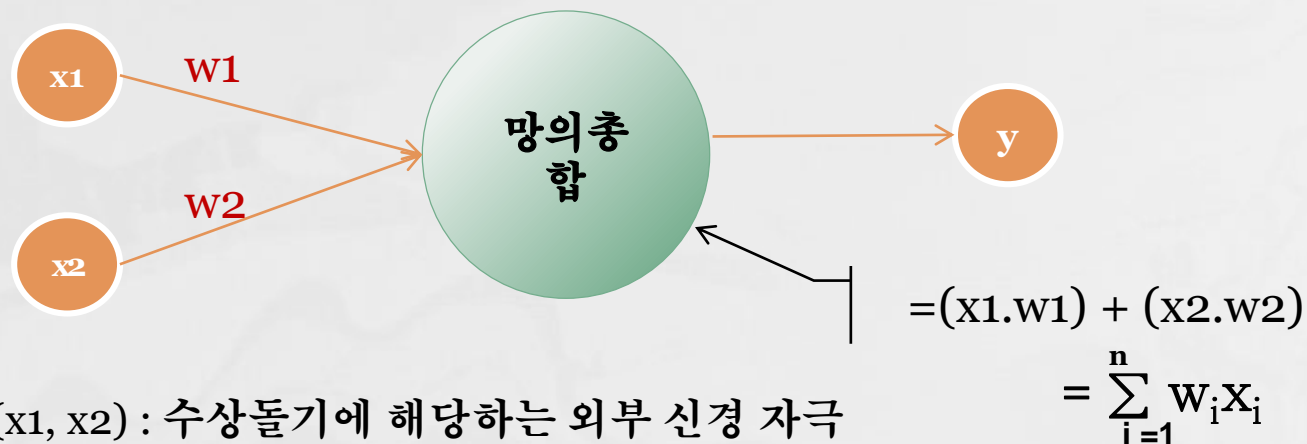 x1
w1
망의총
합
y
w2
x2
=(x1.w1) + (x2.w2)
n
= ∑ wᵢxᵢ
i =1
(x1, x2) : 수상돌기에 해당하는 외부 신경 자극